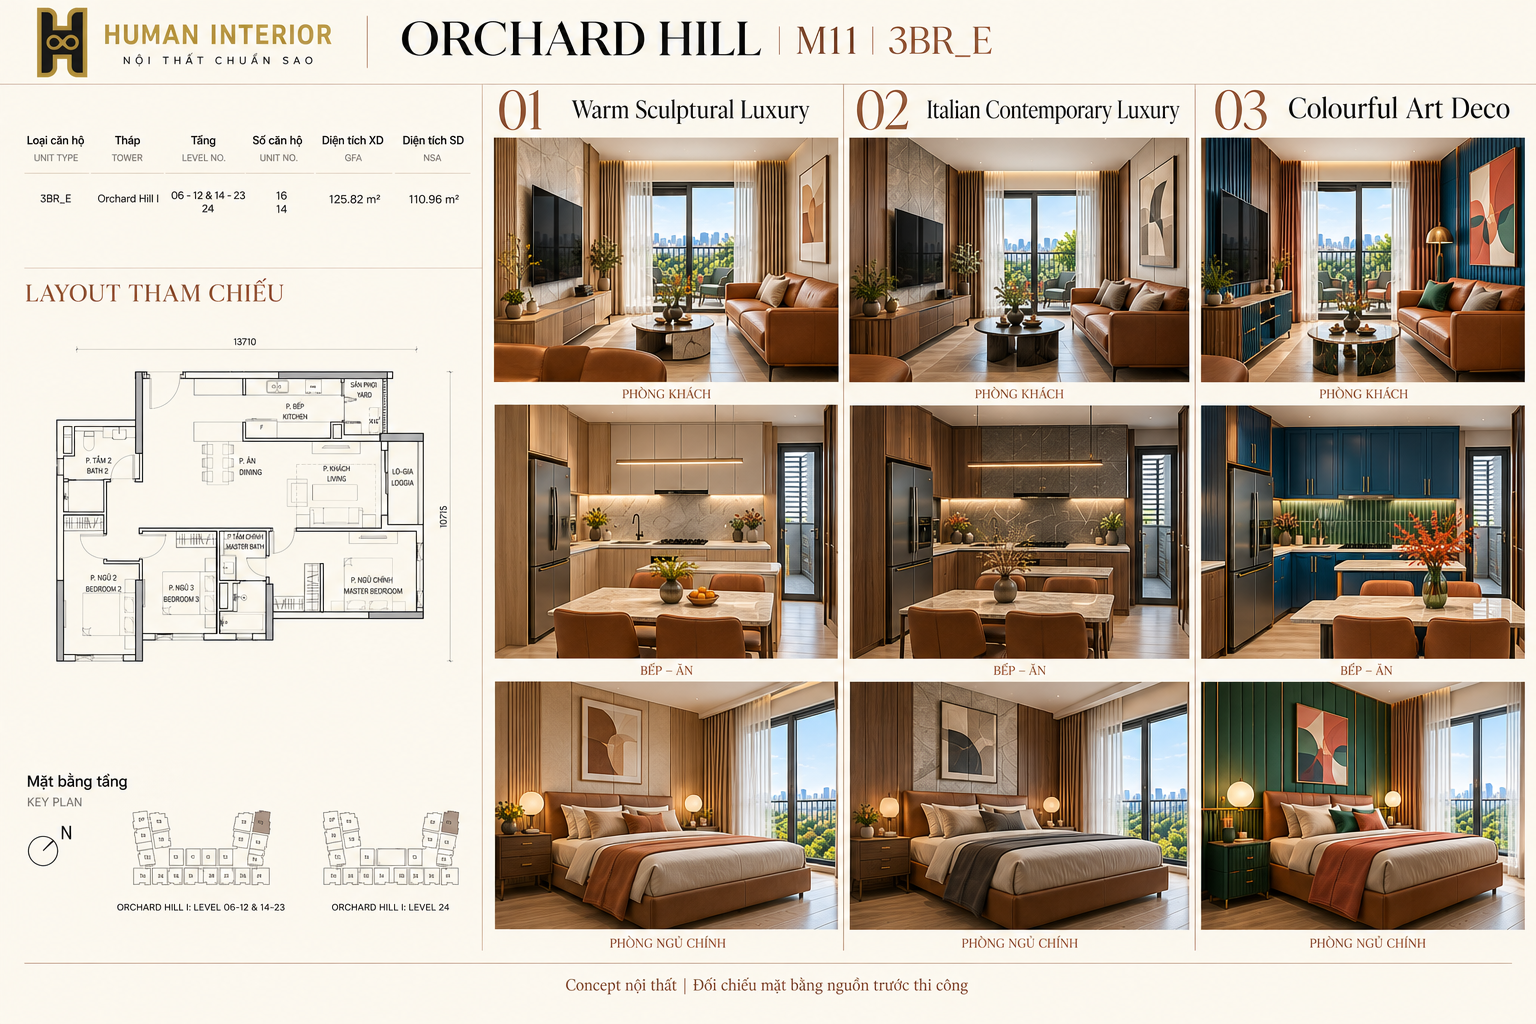 HUMAN INTERIOR
NỘI THẤT CHUẨN SAO
ORCHARD HILL | M11 | 3BR_E
Loại căn hộ
UNIT TYPE
Tháp
TOWER
Tầng
LEVEL NO.
Số căn hộ
UNIT NO.
Diện tích XD
GFA
Diện tích SD
NSA
3BR_E
Orchard Hill I
06 - 12 & 14 - 23
24
16
14
125.82 m²
110.96 m²
LAYOUT THAM CHIẾU
13710
SÂN PHƠI
YARD
P. BẾP
KITCHEN
F
P. TẮM 2
BATH 2
P. ĂN
DINING
P. KHÁCH
LIVING
LÔ-GIA
LOGGIA
10715
P. TẮM CHÍNH
MASTER BATH
P. NGỦ 2
BEDROOM 2
P. NGỦ 3
BEDROOM 3
P. NGỦ CHÍNH
MASTER BEDROOM
Mặt bằng tầng
KEY PLAN
N
ORCHARD HILL I: LEVEL 06-12 & 14-23
ORCHARD HILL I: LEVEL 24
01 Warm Sculptural Luxury
PHÒNG KHÁCH
BẾP – ĂN
PHÒNG NGỦ CHÍNH
02 Italian Contemporary Luxury
PHÒNG KHÁCH
BẾP – ĂN
PHÒNG NGỦ CHÍNH
03 Colourful Art Deco
PHÒNG KHÁCH
BẾP – ĂN
PHÒNG NGỦ CHÍNH
Concept nội thất | Đối chiếu mặt bằng nguồn trước thi công